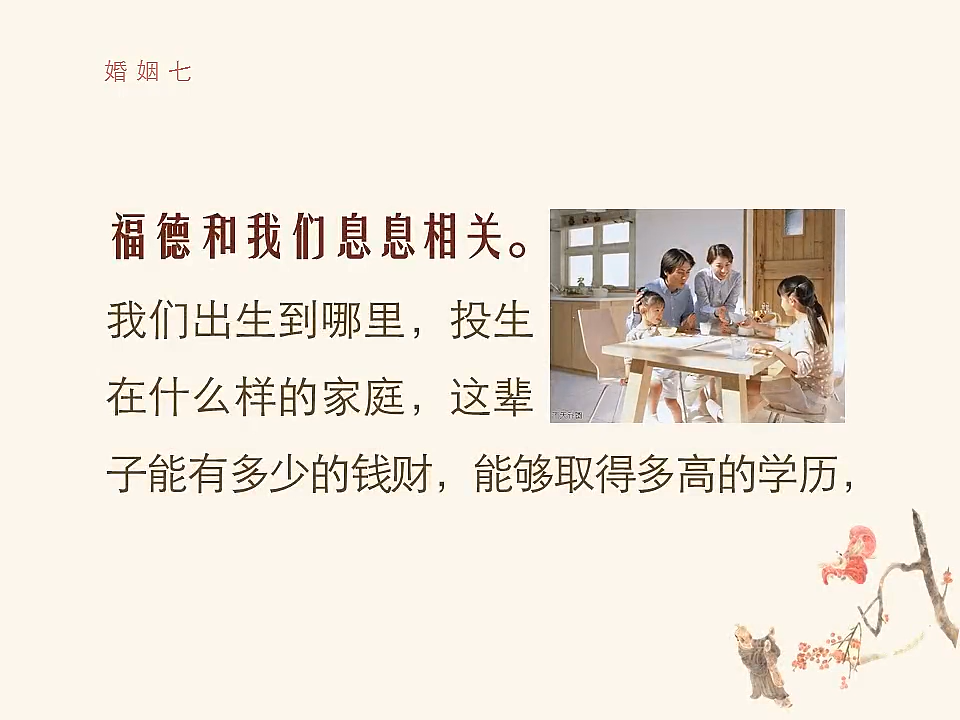 婚姻七
福德和我们息息相关。
我们出生到哪里，投生
在什么样的家庭，这辈
子能有多少的钱财，能够取得多高的学历，